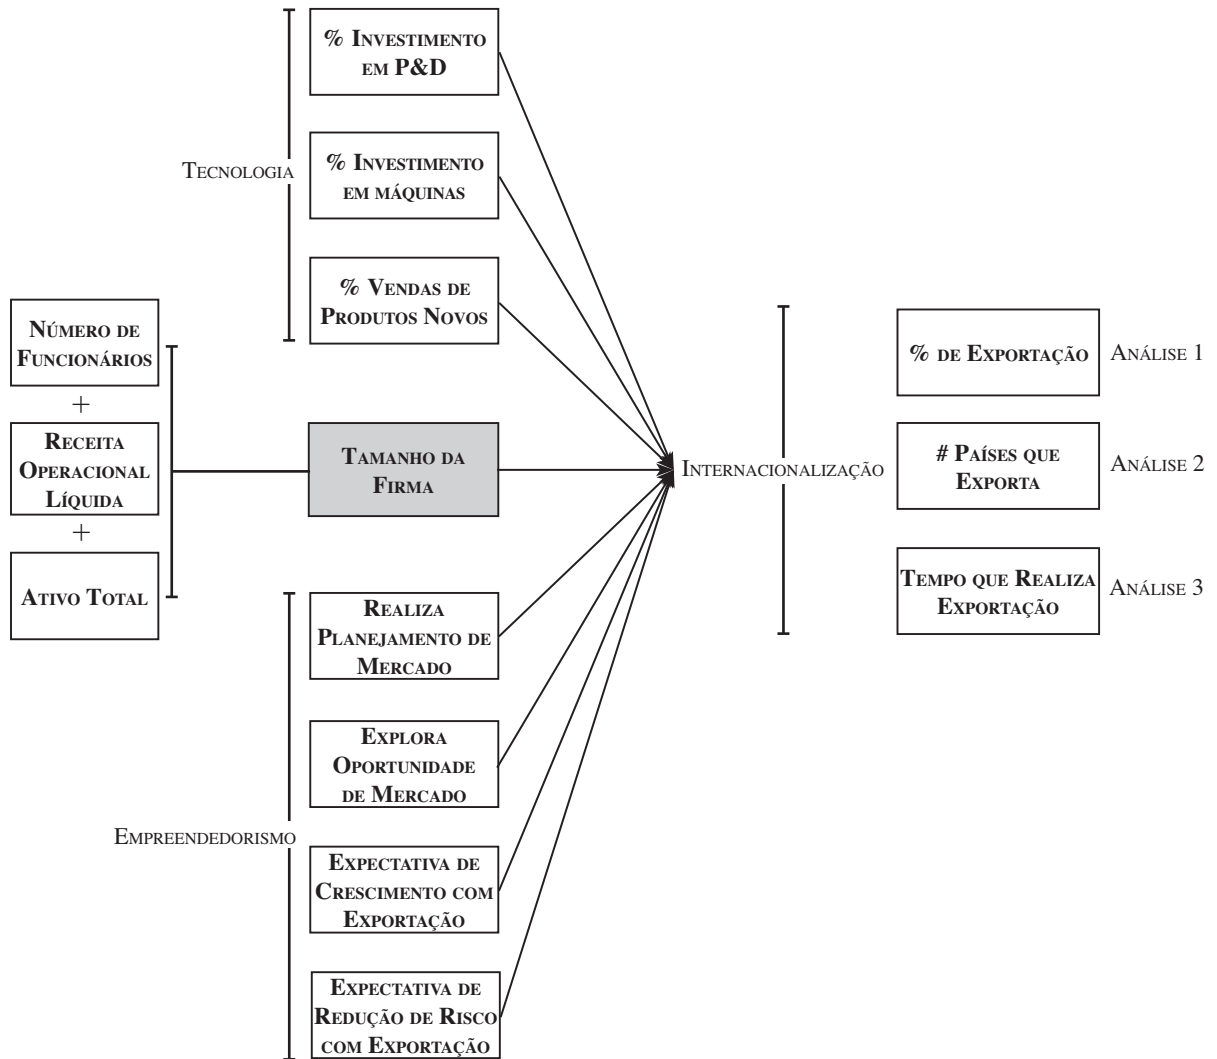 % Investimento
em P&D
Tecnologia
% Investimento
em máquinas
% Vendas de
Produtos Novos
Número de
Funcionários
+
Receita
Operacional
Líquida
+
Ativo Total
Tamanho da
Firma
Empreendedorismo
Realiza
Planejamento de
Mercado
Explora
Oportunidade
de Mercado
Expectativa de
Crescimento com
Exportação
Expectativa de
Redução de Risco
com Exportação
Internacionalização
% de Exportação
Análise 1
# Países que
Exporta
Análise 2
Tempo que Realiza
Exportação
Análise 3